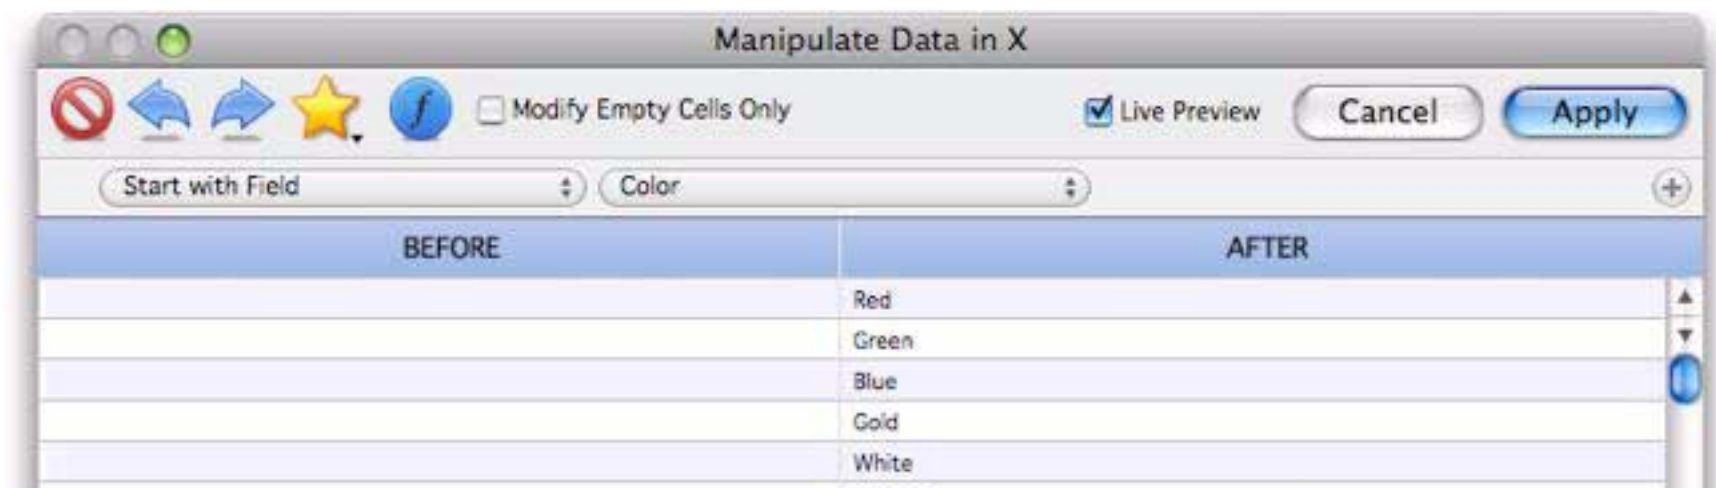 Manipulate Data in X
f Modify Empty Cells Only Live Preview Cancel Apply
Start with Field Color
BEFORE AFTER
Red
Green
Blue
Gold
White